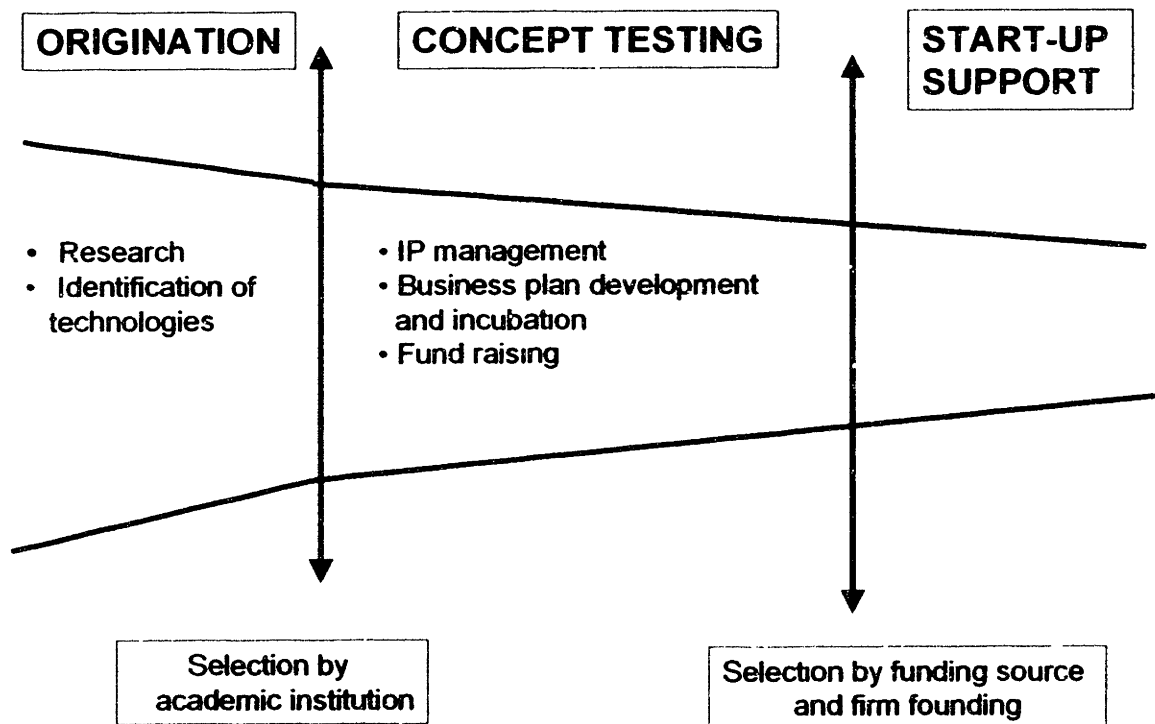 ORIGINATION
CONCEPT TESTING
START-UP
SUPPORT
• Research
• Identification of
technologies
• IP management
• Business plan development
and incubation
• Fund raising
Selection by
academic institution
Selection by funding source
and firm founding